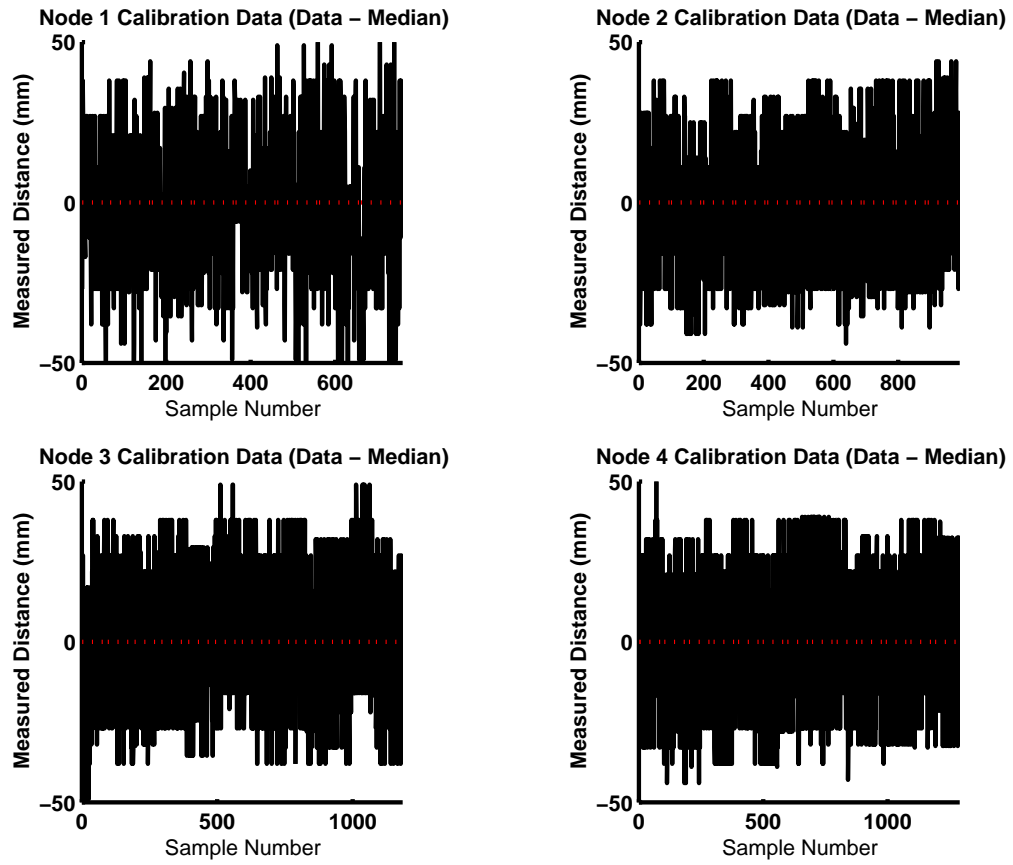 Node 1 Calibration Data (Data − Median)
50
0
−50
Measured Distance (mm)
0 200 400 600
Sample Number
Node 2 Calibration Data (Data − Median)
50
0
−50
Measured Distance (mm)
0 200 400 600 800
Sample Number
Node 3 Calibration Data (Data − Median)
50
0
−50
Measured Distance (mm)
0 500 1000
Sample Number
Node 4 Calibration Data (Data − Median)
50
0
−50
Measured Distance (mm)
0 500 1000
Sample Number